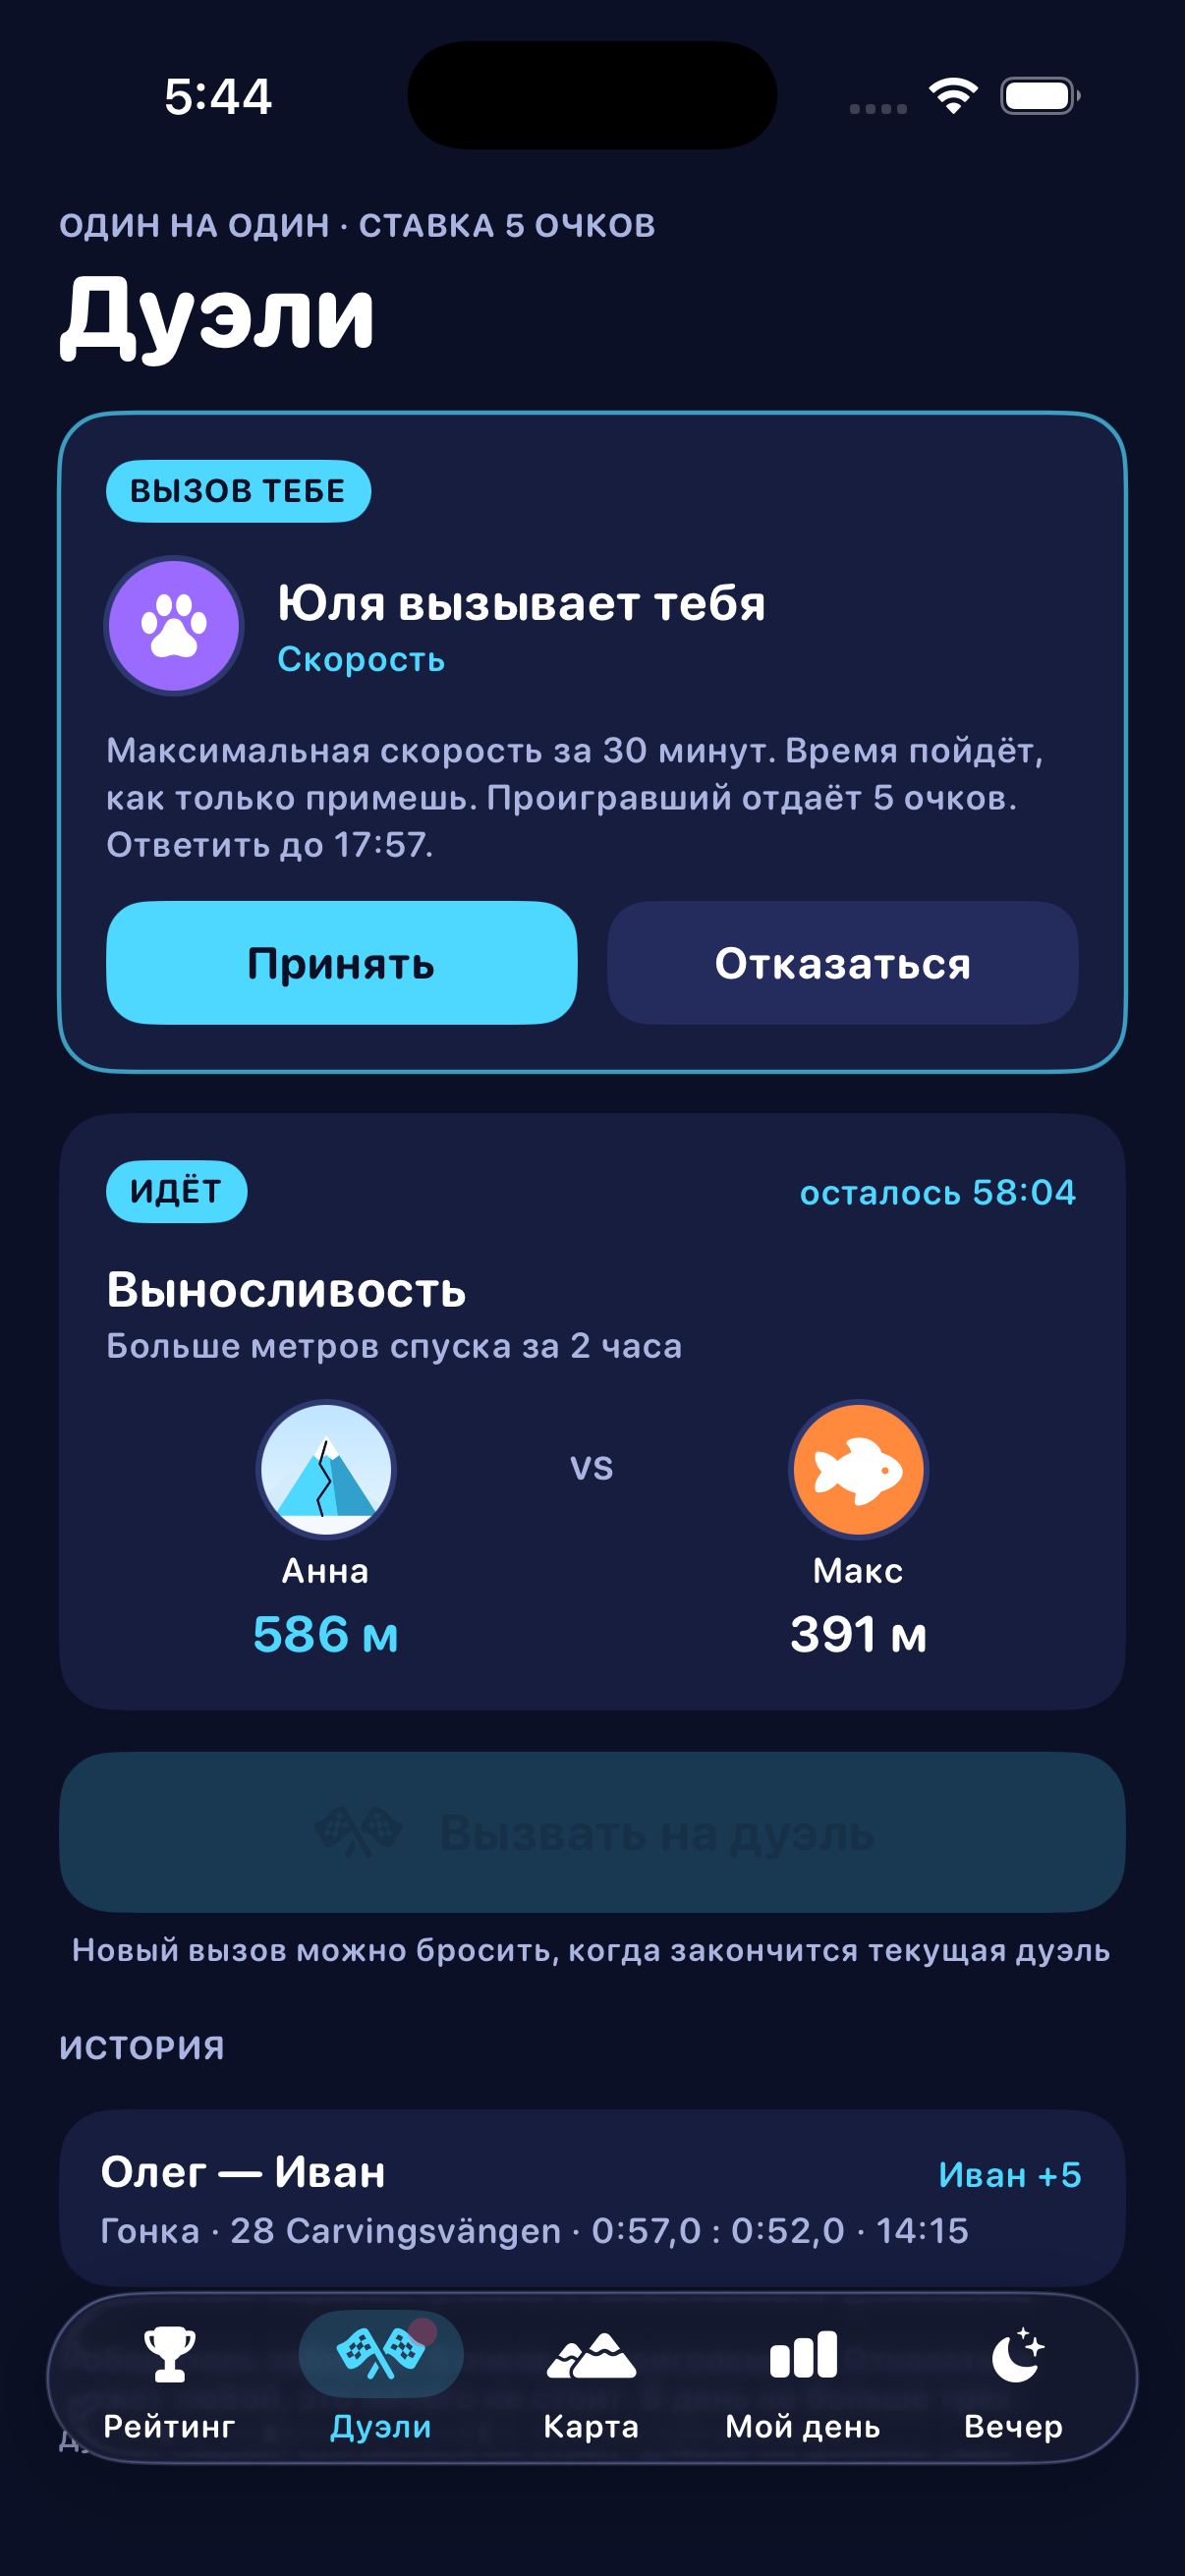 5:44
ОДИН НА ОДИН · СТАВКА 5 ОЧКОВ
Дуэли
ВЫЗОВ ТЕБЕ
Юля вызывает тебя
Скорость
Максимальная скорость за 30 минут. Время пойдёт,
как только примешь. Проигравший отдаёт 5 очков.
Ответить до 17:57.
Принять
Отказаться
ИДЁТ
осталось 58:04
Выносливость
Больше метров спуска за 2 часа
VS
Анна
Макс
586 м
391 м
Вызвать на дуэль
Новый вызов можно бросить, когда закончится текущая дуэль
ИСТОРИЯ
Олег — Иван
Иван +5
Гонка · 28 Carvingsvängen · 0:57,0 : 0:52,0 · 14:15
Рейтинг
Дуэли
Карта
Мой день
Вечер